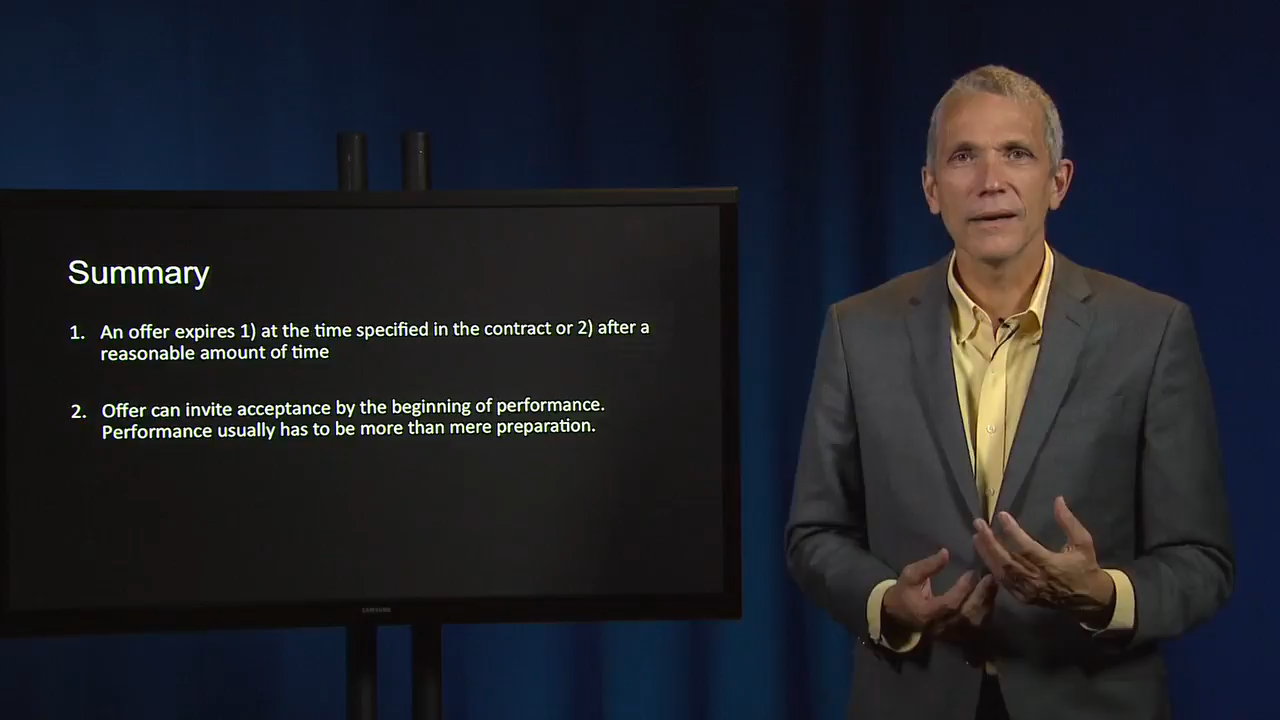 Summary
1. An offer expires 1) at the time specified in the contract or 2) after a
reasonable amount of time
2. Offer can invite acceptance by the beginning of performance.
Performance usually has to be more than mere preparation.
SAMSUNG